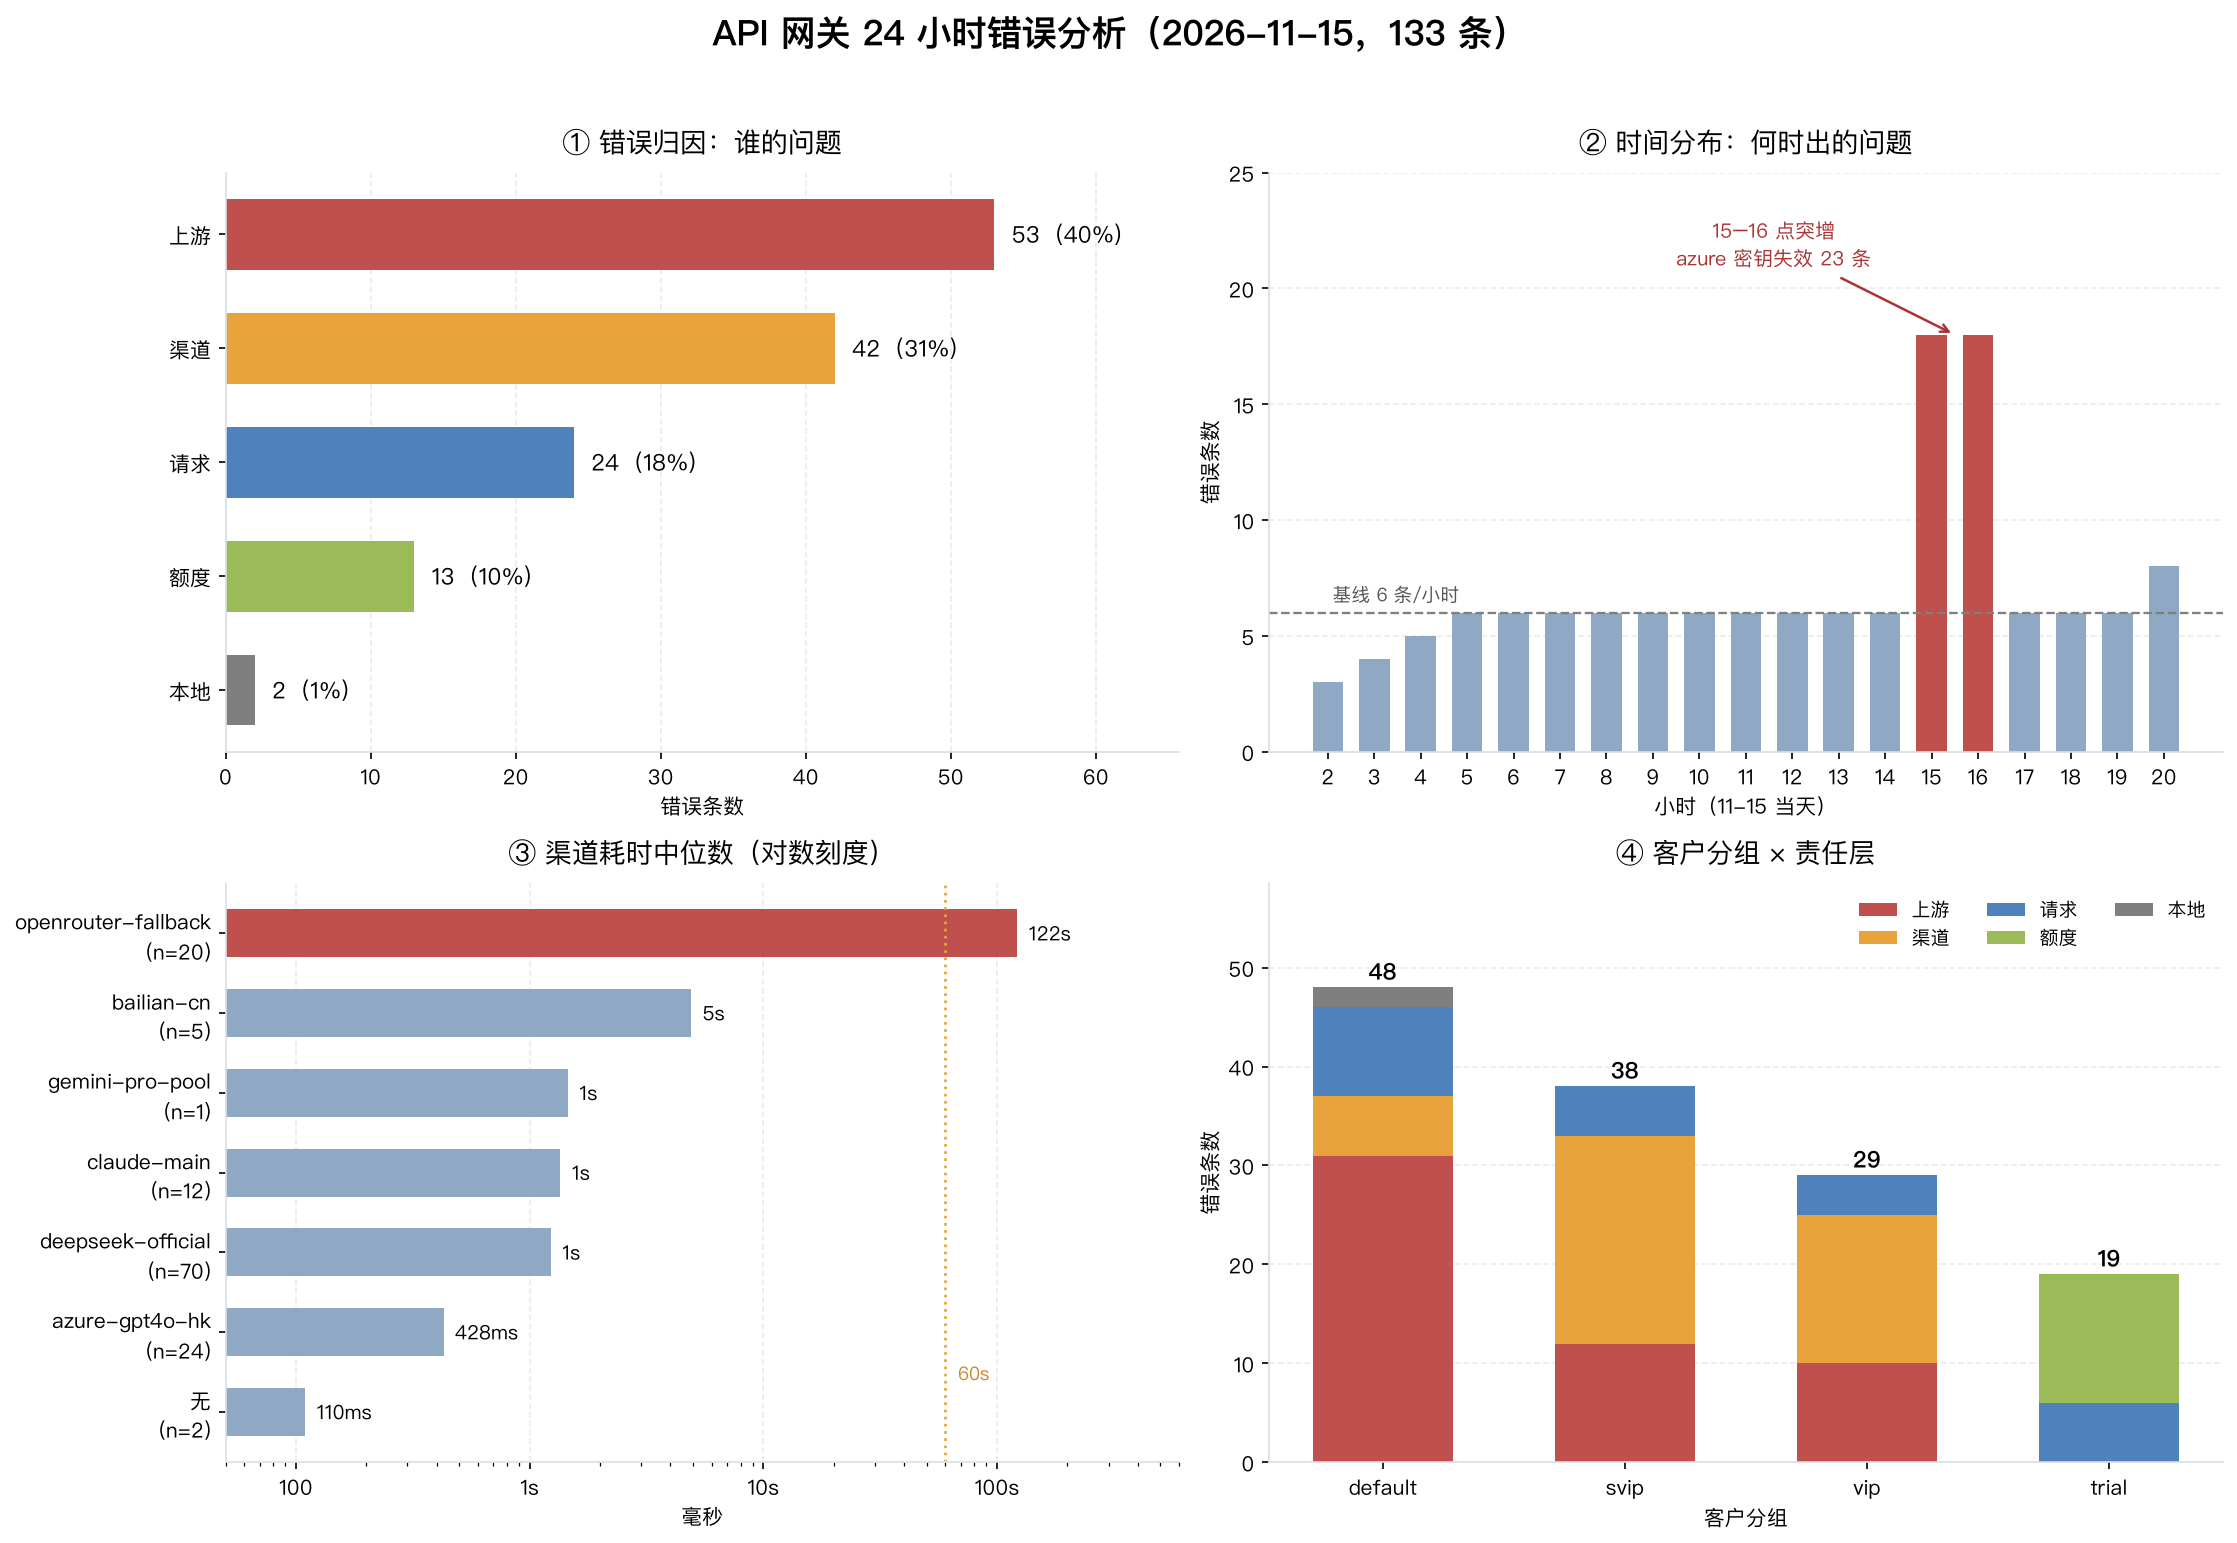 API 网关 24 小时错误分析（2026–11–15，133 条）
① 错误归因：谁的问题
上游
53（40%）
渠道
42（31%）
请求
24（18%）
额度
13（10%）
本地
2（1%）
0 10 20 30 40 50 60
错误条数
② 时间分布：何时出的问题
25
20
15
10
5
0
错误条数
15—16 点突增
azure 密钥失效 23 条
基线 6 条/小时
2 3 4 5 6 7 8 9 10 11 12 13 14 15 16 17 18 19 20
小时（11–15 当天）
③ 渠道耗时中位数（对数刻度）
openrouter–fallback
(n=20)
122s
bailian–cn
(n=5)
5s
gemini–pro–pool
(n=1)
1s
claude–main
(n=12)
1s
deepseek–official
(n=70)
1s
azure–gpt4o–hk
(n=24)
428ms
无
(n=2)
110ms
60s
100 1s 10s 100s
毫秒
④ 客户分组 × 责任层
上游 请求 本地
渠道 额度
50
40
30
20
10
0
错误条数
48
38
29
19
default svip vip trial
客户分组